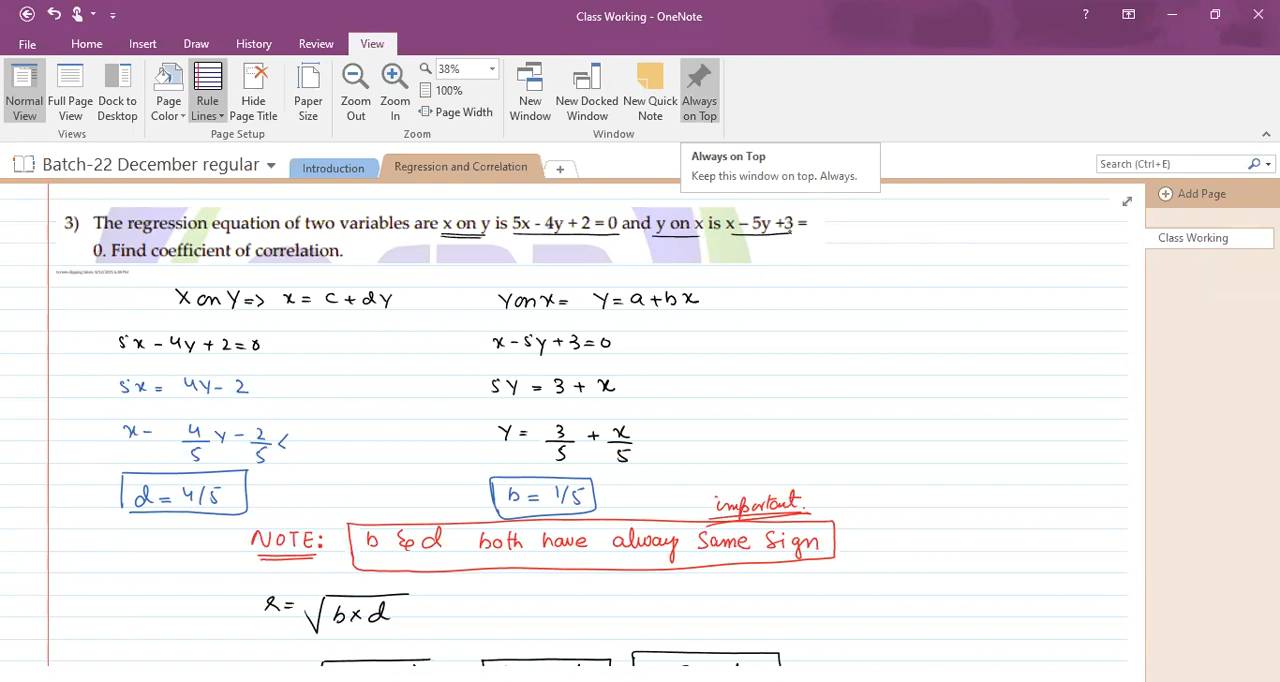 Class Working - OneNote
?
File Home Insert Draw History Review View
38%
100%
Page Width
Normal View
Full Page View
Dock to Desktop
Page Color
Rule Lines
Hide Page Title
Paper Size
Zoom Out
Zoom In
New Window
New Docked Window
New Quick Note
Always on Top
Views Page Setup Zoom Window
Batch-22 December regular Introduction Regression and Correlation +
Always on Top
Keep this window on top. Always.
Search (Ctrl+E)
Add Page
Class Working
3) The regression equation of two variables are x on y is 5x - 4y + 2 = 0 and y on x is x – 5y +3 =
0. Find coefficient of correlation.
X on Y => x = c + dy Y on x = Y = a + b x
5x - 4y + 2 = 0 x - 5y + 3 = 0
5x = 4y - 2 5y = 3 + x
x - 4/5 y - 2/5 < Y = 3/5 + x/5
d = 4/5 b = 1/5
important.
NOTE: b & d both have always Same Sign
r = √b x d